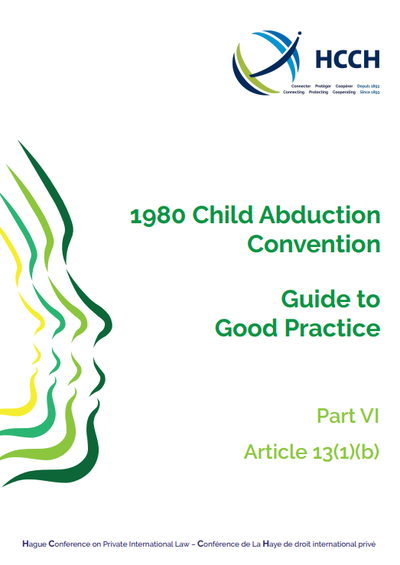 HCCH
Connecter Protéger Coopérer Depuis 1893
Connecting Protecting Cooperating Since 1893
1980 Child Abduction
Convention
Guide to
Good Practice
Part VI
Article 13(1)(b)
Hague Conference on Private International Law – Conférence de La Haye de droit international privé